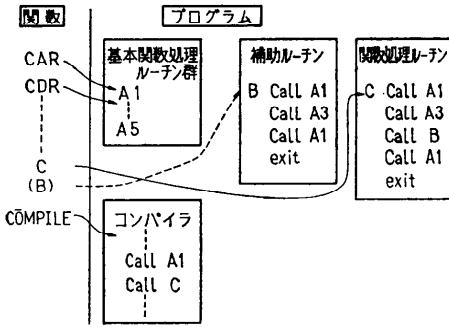 関数
プログラム
CAR
CDR
C
(B)
COMPILE
基本関数処理
ルーチン群
A1
A5
補助ルーチン
B Call A1
Call A3
Call A1
exit
関数処理ルーチン
C Call A1
Call A3
Call B
Call A1
exit
コンパイラ
Call A1
Call C